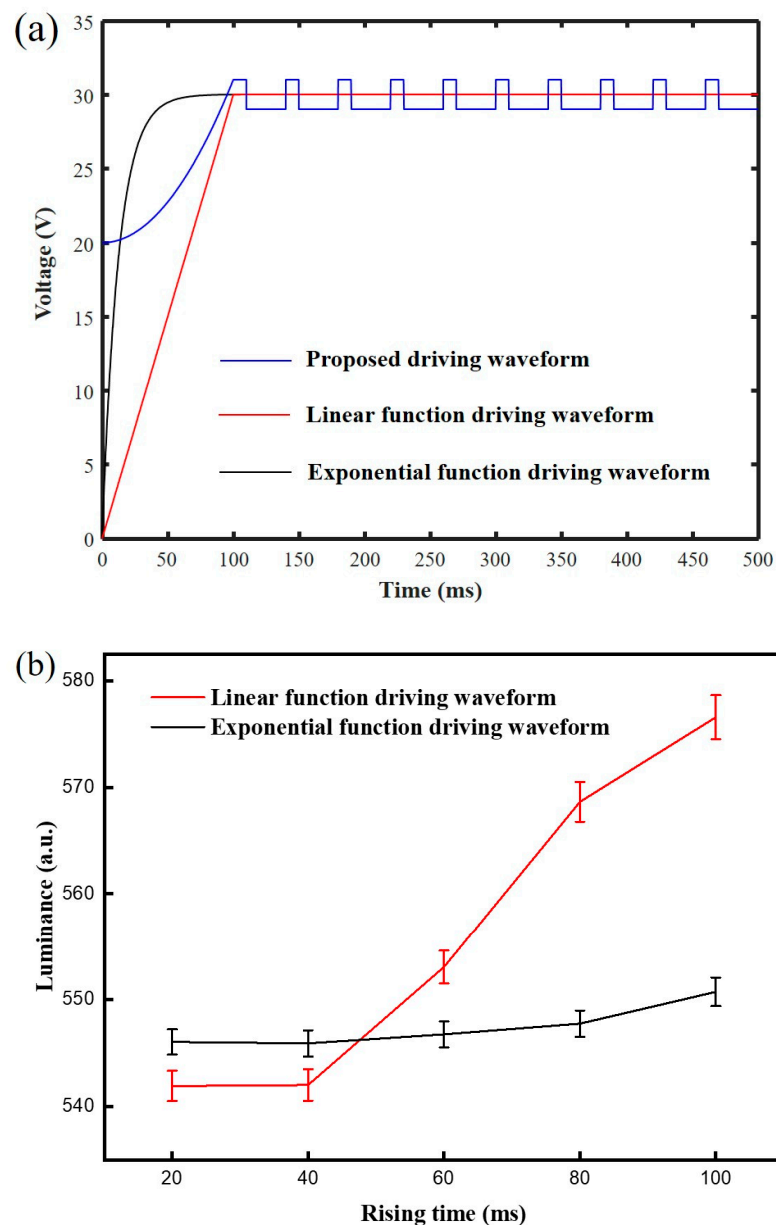 (a)
35
30
25
20
15
10
5
0
Voltage (V)
Proposed driving waveform
Linear function driving waveform
Exponential function driving waveform
0 50 100 150 200 250 300 350 400 450 500
Time (ms)
(b)
580
570
560
550
540
Luminance (a.u.)
Linear function driving waveform
Exponential function driving waveform
20 40 60 80 100
Rising time (ms)